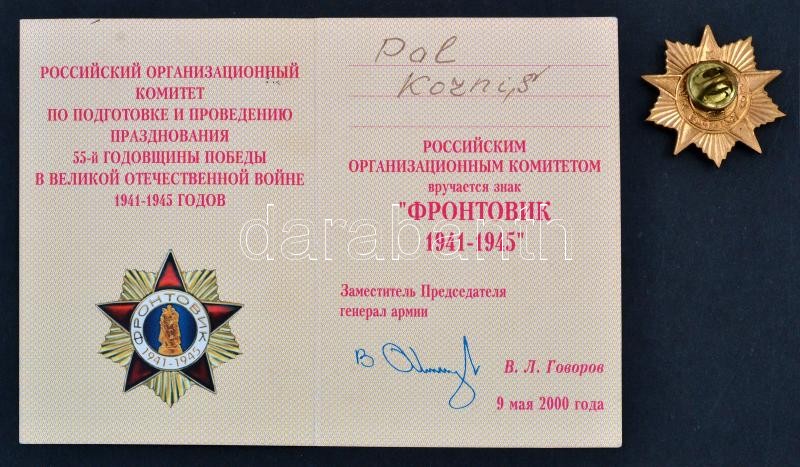 РОССИЙСКИЙ ОРГАНИЗАЦИОННЫЙ
КОМИТЕТ
ПО ПОДГОТОВКЕ И ПРОВЕДЕНИЮ
ПРАЗДНОВАНИЯ
55-й ГОДОВЩИНЫ ПОБЕДЫ
В ВЕЛИКОЙ ОТЕЧЕСТВЕННОЙ ВОЙНЕ
1941-1945 ГОДОВ
ФРОНТОВИК
1941-1945
Pal
РОССИЙСКИМ
ОРГАНИЗАЦИОННЫМ КОМИТЕТОМ
вручается знак
"ФРОНТОВИК
1941-1945"
Заместитель Председателя
генерал армии
В. Л. Говоров
9 мая 2000 года
darabanth